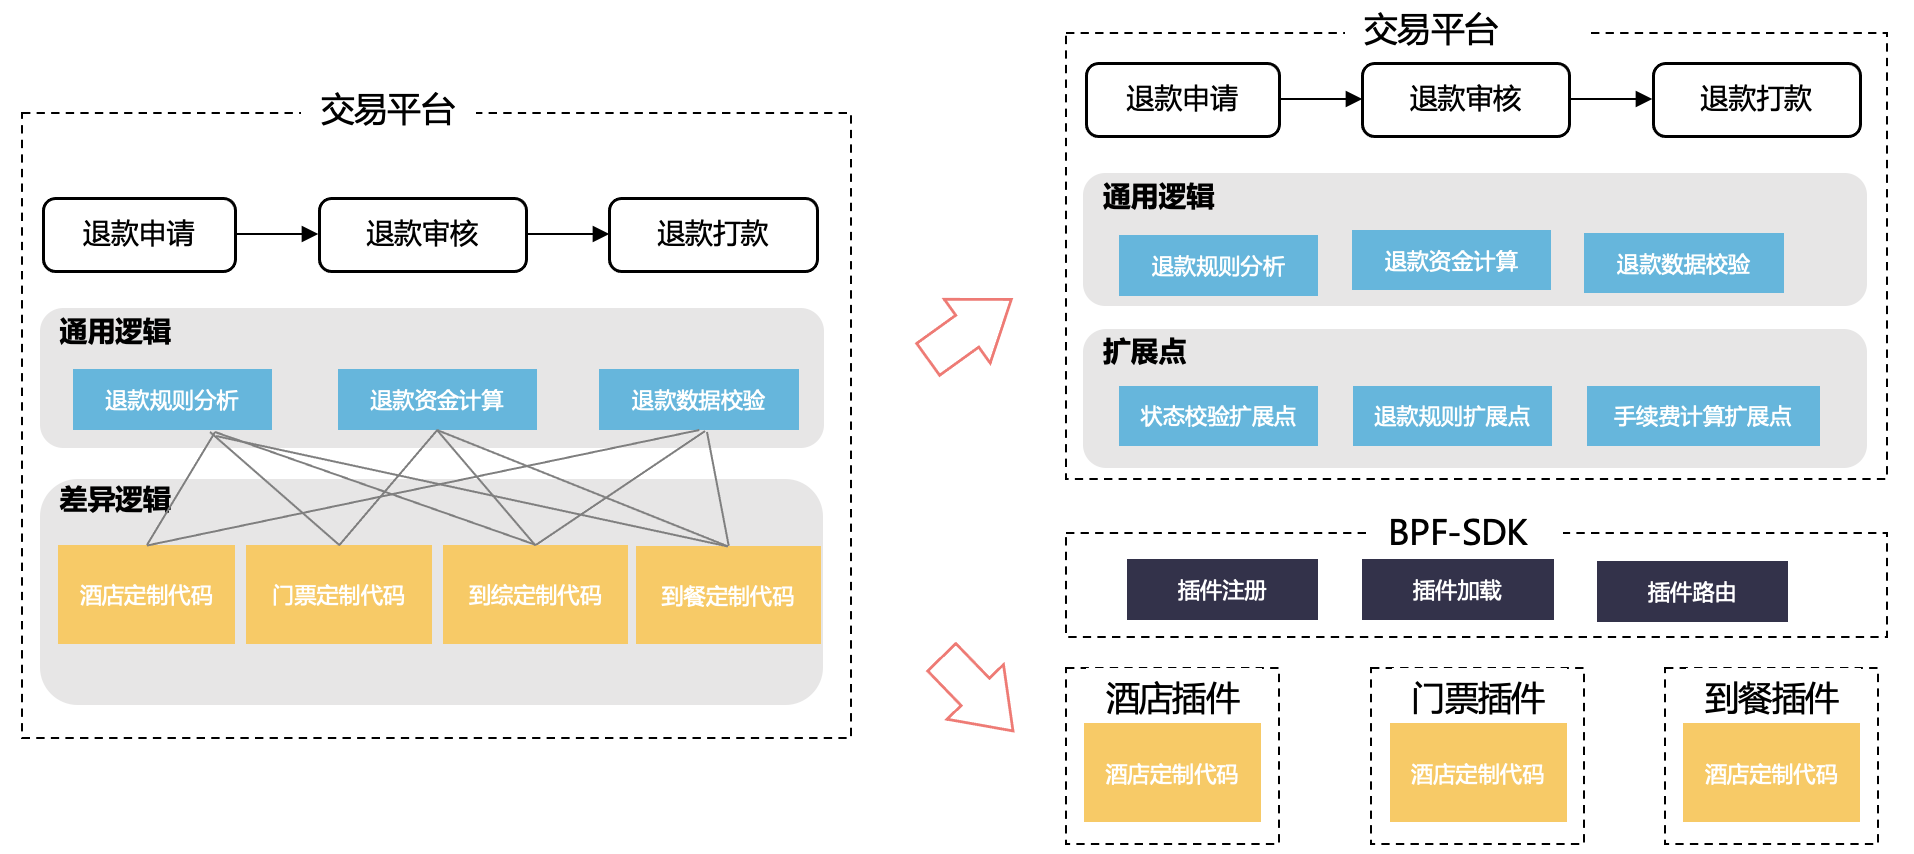 交易平台
退款申请
退款审核
退款打款
通用逻辑
退款规则分析
退款资金计算
退款数据校验
差异逻辑
酒店定制代码
门票定制代码
到综定制代码
到餐定制代码
交易平台
退款申请
退款审核
退款打款
通用逻辑
退款规则分析
退款资金计算
退款数据校验
扩展点
状态校验扩展点
退款规则扩展点
手续费计算扩展点
BPF-SDK
插件注册
插件加载
插件路由
酒店插件
酒店定制代码
门票插件
酒店定制代码
到餐插件
酒店定制代码